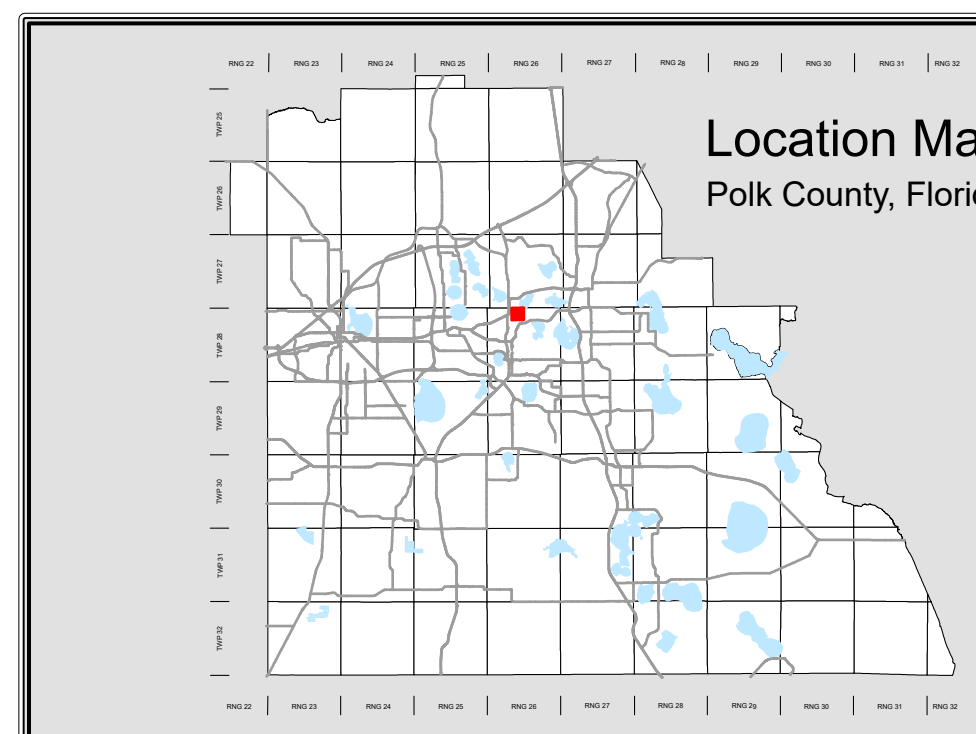 RNG 22 RNG 23 RNG 24 RNG 25 RNG 26 RNG 27 RNG 28 RNG 29 RNG 30 RNG 31 RNG 32
Location Ma
Polk County, Flori
TWP 25
TWP 26
TWP 27
TWP 28
TWP 29
TWP 30
TWP 31
TWP 32
RNG 22 RNG 23 RNG 24 RNG 25 RNG 26 RNG 27 RNG 28 RNG 29 RNG 30 RNG 31 RNG 32